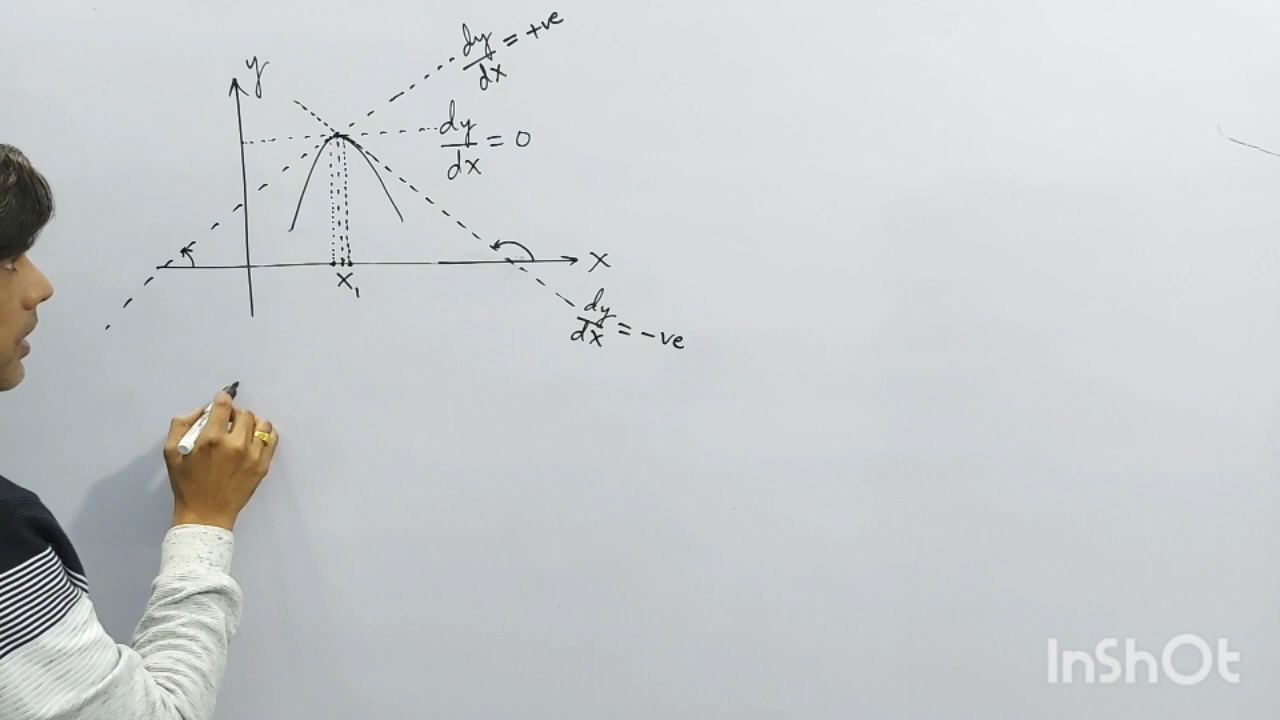 dy/dx = +ve
y
dy/dx = 0
x
x₁
dy/dx = -ve
InShOt